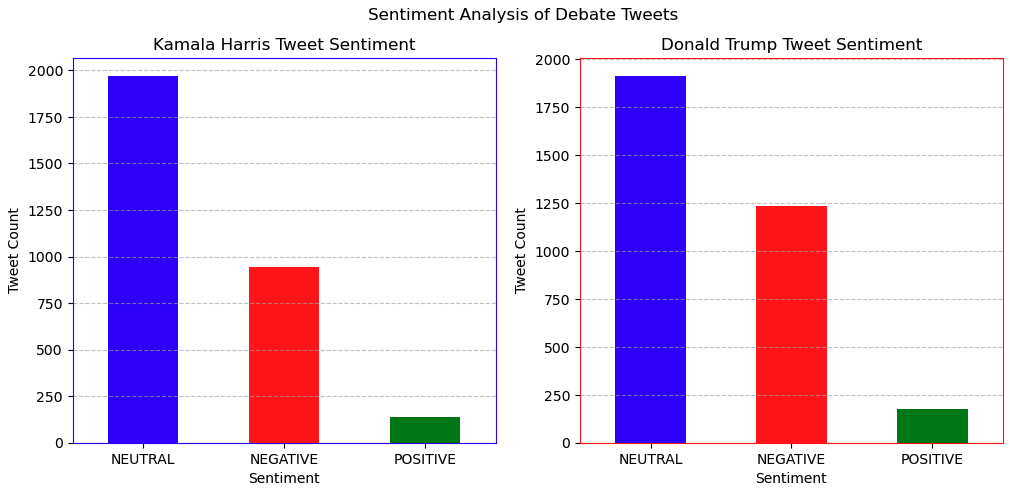 Sentiment Analysis of Debate Tweets
Kamala Harris Tweet Sentiment
2000
1750
1500
1250
1000
750
500
250
0
Tweet Count
NEUTRAL NEGATIVE POSITIVE
Sentiment
Donald Trump Tweet Sentiment
2000
1750
1500
1250
1000
750
500
250
0
Tweet Count
NEUTRAL NEGATIVE POSITIVE
Sentiment